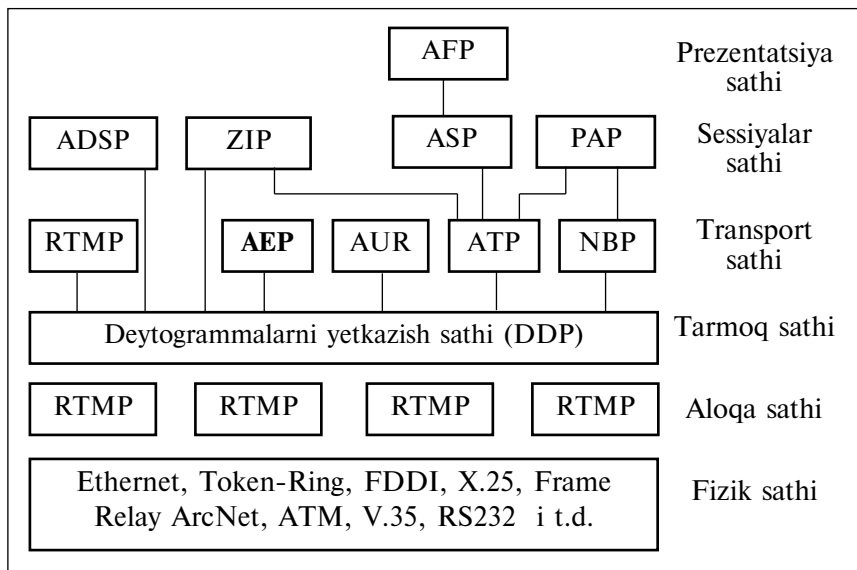 AFP
Prezentatsiya
sathi
ADSP
ZIP
ASP
PAP
Sessiyalar
sathi
RTMP
AEP
AUR
ATP
NBP
Transport
sathi
Deytogrammalarni yetkazish sathi (DDP)
Tarmoq sathi
RTMP
RTMP
RTMP
RTMP
Aloqa sathi
Ethernet, Token-Ring, FDDI, X.25, Frame
Relay ArcNet, ATM, V.35, RS232 i t.d.
Fizik sathi